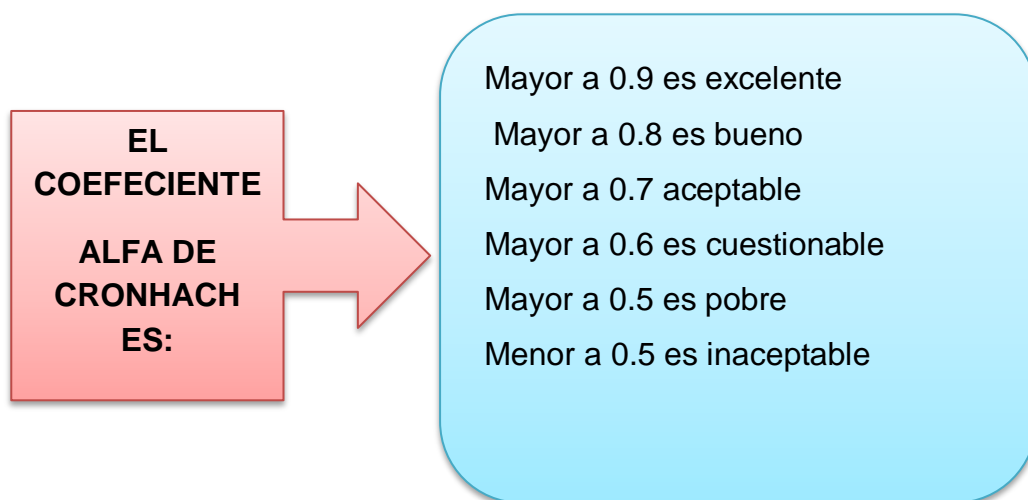 EL
COEFECIENTE
ALFA DE
CRONHACH
ES:
Mayor a 0.9 es excelente
Mayor a 0.8 es bueno
Mayor a 0.7 aceptable
Mayor a 0.6 es cuestionable
Mayor a 0.5 es pobre
Menor a 0.5 es inaceptable